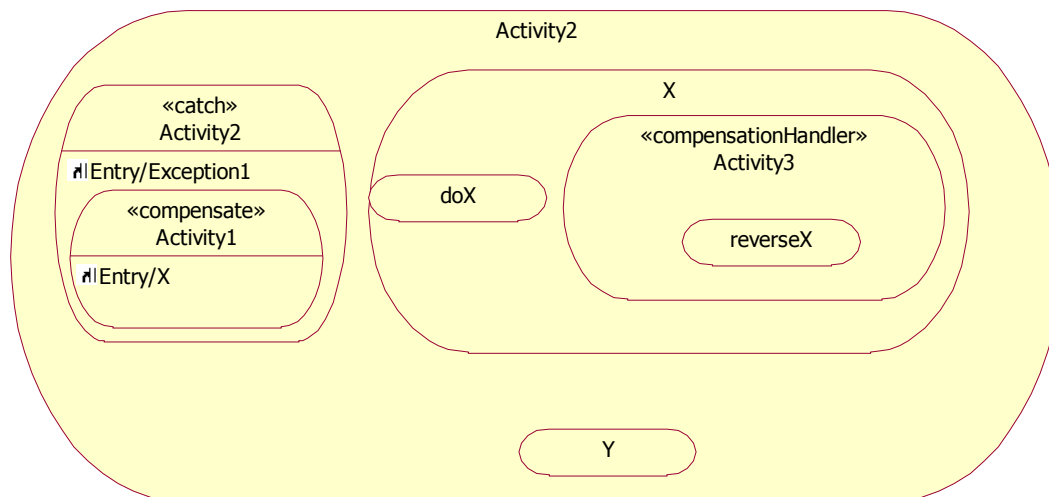 Activity2
«catch»
Activity2
Entry/Exception1
«compensate»
Activity1
Entry/X
X
doX
«compensationHandler»
Activity3
reverseX
Y